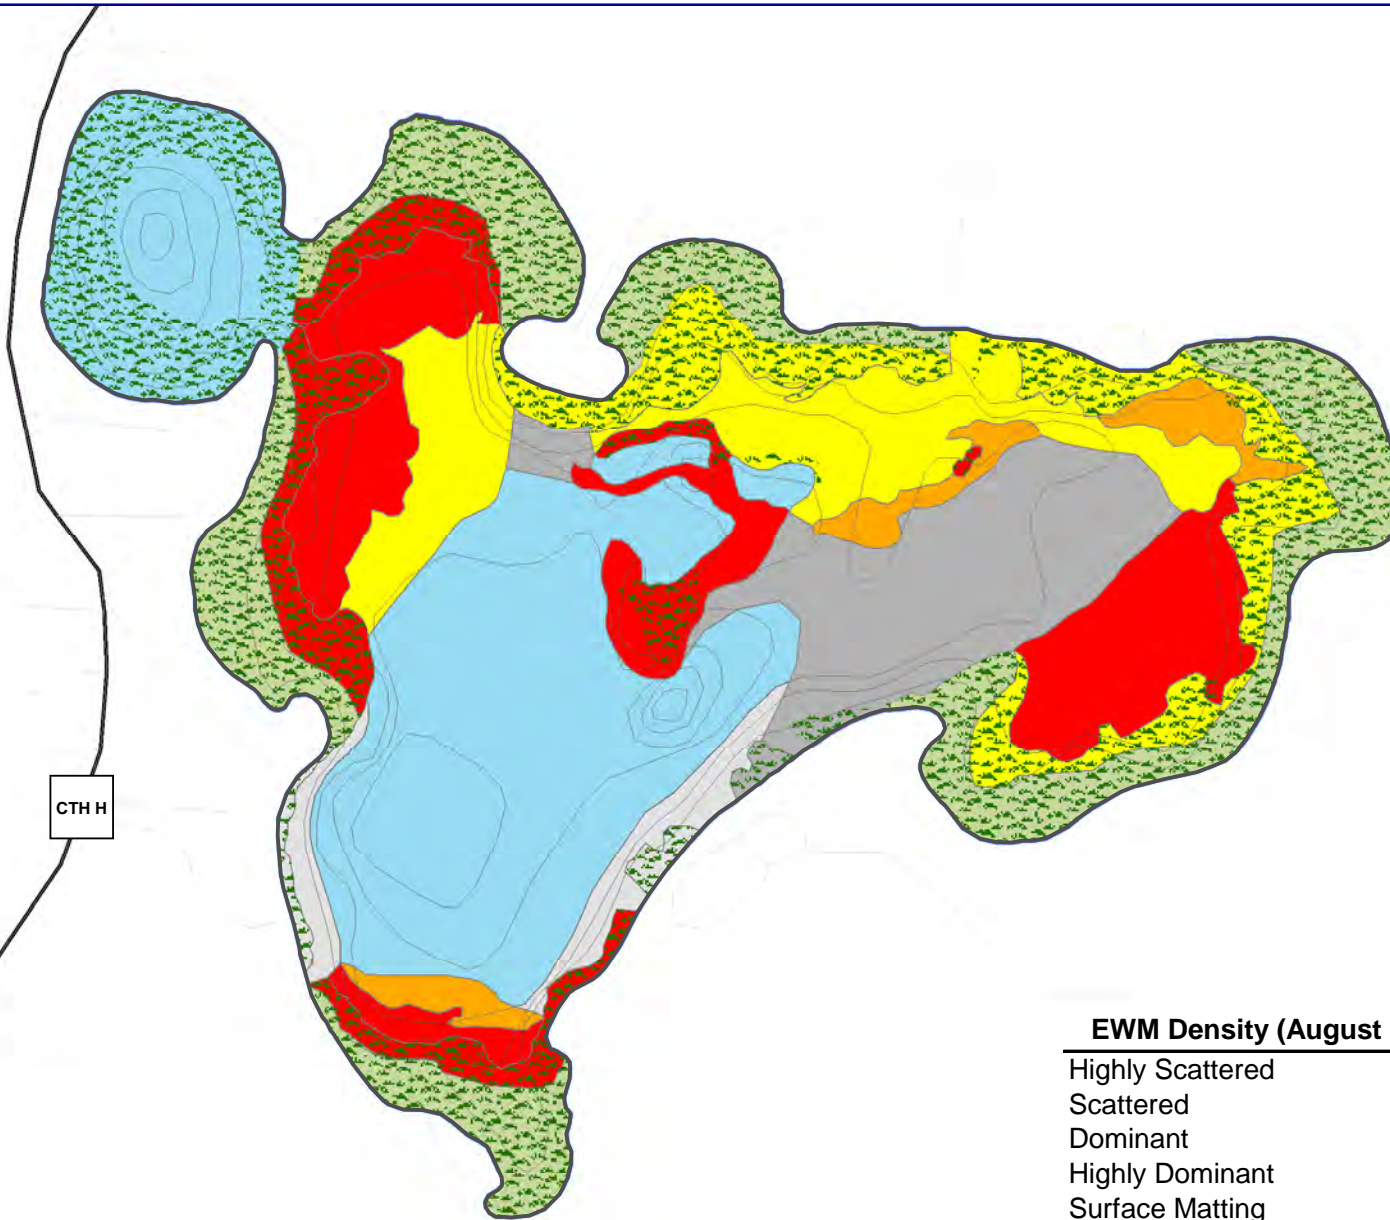 CTH H
EWM Density (August
Highly Scattered
Scattered
Dominant
Highly Dominant
Surface Matting